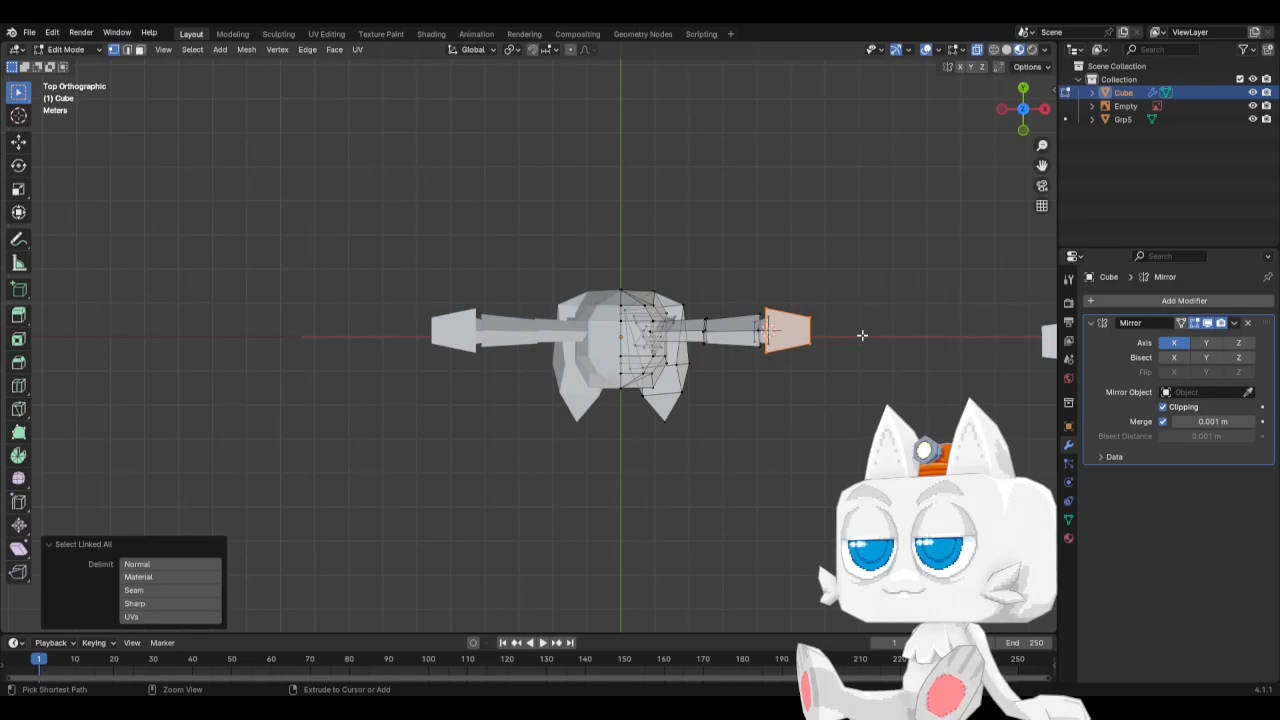 File Edit Render Window Help Layout Modeling Sculpting UV Editing Texture Paint Shading Animation Rendering Compositing Geometry Nodes Scripting + Scene ViewLayer
Edit Mode View Select Add Mesh Vertex Edge Face UV Global Search
X Y Z Options
Top Orthographic
(1) Cube
Meters
Y
X
Z
Scene Collection
Collection
Cube
Empty
Grp5
Search
Cube Mirror
Add Modifier
Mirror
Axis X Y Z
Bisect X Y Z
Flip X Y Z
Mirror Object Object
Clipping
Merge 0.001 m
Bisect Distance 0.001 m
Data
Select Linked All
Delimit Normal
Material
Seam
Sharp
UVs
Playback Keying View Marker 1 End 250
1 10 20 30 40 50 60 70 80 90 100 110 120 130 140 150 160 170 180 190 210 220 250
Pick Shortest Path Zoom View Extrude to Cursor or Add 4.1.1